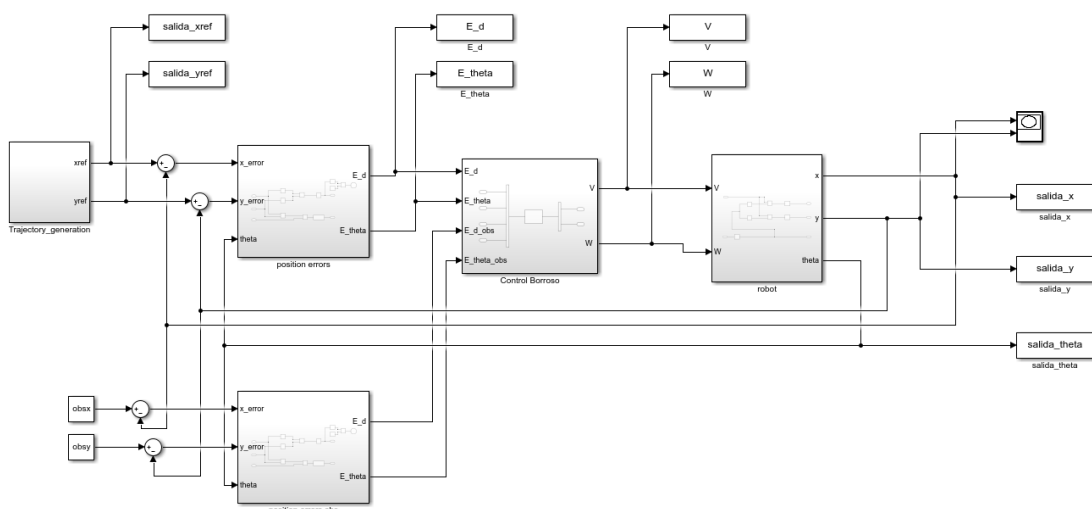 salida_xref
E_d
E_d
V
V
salida_yref
E_theta
E_theta
W
W
xref
yref
Trajectory_generation
+
-
+
-
x_error
y_error
theta
E_d
E_theta
position errors
E_d
E_theta
E_d_obs
E_theta_obs
V
W
Control Borroso
V
W
x
y
theta
robot
salida_x
salida_x
salida_y
salida_y
salida_theta
salida_theta
obsx
obsy
+
-
+
-
x_error
y_error
theta
E_d
E_theta